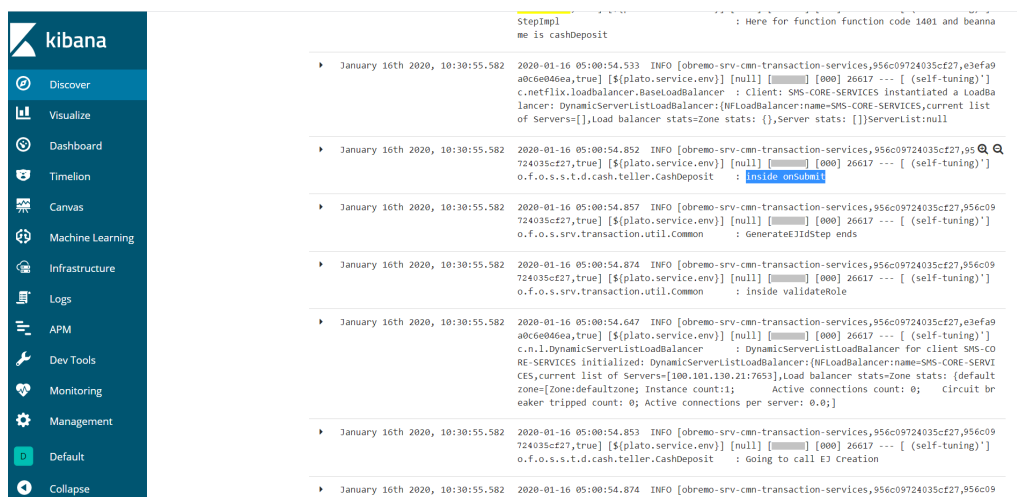 kibana
Discover
Visualize
Dashboard
Timelion
Canvas
Machine Learning
Infrastructure
Logs
APM
Dev Tools
Monitoring
Management
D Default
Collapse
StepImpl : Here for function function code 1401 and beanna
me is cashDeposit
January 16th 2020, 10:30:55.582 2020-01-16 05:00:54.533 INFO [obremo-srv-cmn-transaction-services,956c09724035cf27,e3efa9
a0c6e046ea,true] [${plato.service.env}] [null] [ ] [000] 26617 --- [ (self-tuning)']
c.netflix.loadbalancer.BaseLoadBalancer : Client: SMS-CORE-SERVICES instantiated a LoadBa
lancer: DynamicServerListLoadBalancer:{NFLoadBalancer:name=SMS-CORE-SERVICES,current list
of Servers=[],Load balancer stats=Zone stats: {},Server stats: []}ServerList:null
January 16th 2020, 10:30:55.582 2020-01-16 05:00:54.852 INFO [obremo-srv-cmn-transaction-services,956c09724035cf27,95
724035cf27,true] [${plato.service.env}] [null] [ ] [000] 26617 --- [ (self-tuning)']
o.f.o.s.s.t.d.cash.teller.CashDeposit : inside onSubmit
January 16th 2020, 10:30:55.582 2020-01-16 05:00:54.857 INFO [obremo-srv-cmn-transaction-services,956c09724035cf27,956c09
724035cf27,true] [${plato.service.env}] [null] [ ] [000] 26617 --- [ (self-tuning)']
o.f.o.s.srv.transaction.util.Common : GenerateEJIdStep ends
January 16th 2020, 10:30:55.582 2020-01-16 05:00:54.874 INFO [obremo-srv-cmn-transaction-services,956c09724035cf27,956c09
724035cf27,true] [${plato.service.env}] [null] [ ] [000] 26617 --- [ (self-tuning)']
o.f.o.s.srv.transaction.util.Common : inside validateRole
January 16th 2020, 10:30:55.582 2020-01-16 05:00:54.647 INFO [obremo-srv-cmn-transaction-services,956c09724035cf27,e3efa9
a0c6e046ea,true] [${plato.service.env}] [null] [ ] [000] 26617 --- [ (self-tuning)']
c.n.l.DynamicServerListLoadBalancer : DynamicServerListLoadBalancer for client SMS-CO
RE-SERVICES initialized: DynamicServerListLoadBalancer:{NFLoadBalancer:name=SMS-CORE-SERVI
CES,current list of Servers=[100.101.130.21:7653],Load balancer stats=Zone stats: {default
zone=[Zone:defaultzone; Instance count:1; Active connections count: 0; Circuit br
eaker tripped count: 0; Active connections per server: 0.0;]
January 16th 2020, 10:30:55.582 2020-01-16 05:00:54.853 INFO [obremo-srv-cmn-transaction-services,956c09724035cf27,956c09
724035cf27,true] [${plato.service.env}] [null] [ ] [000] 26617 --- [ (self-tuning)']
o.f.o.s.s.t.d.cash.teller.CashDeposit : Going to call EJ Creation
January 16th 2020, 10:30:55.582 2020-01-16 05:00:54.874 INFO [obremo-srv-cmn-transaction-services,956c09724035cf27,956c09